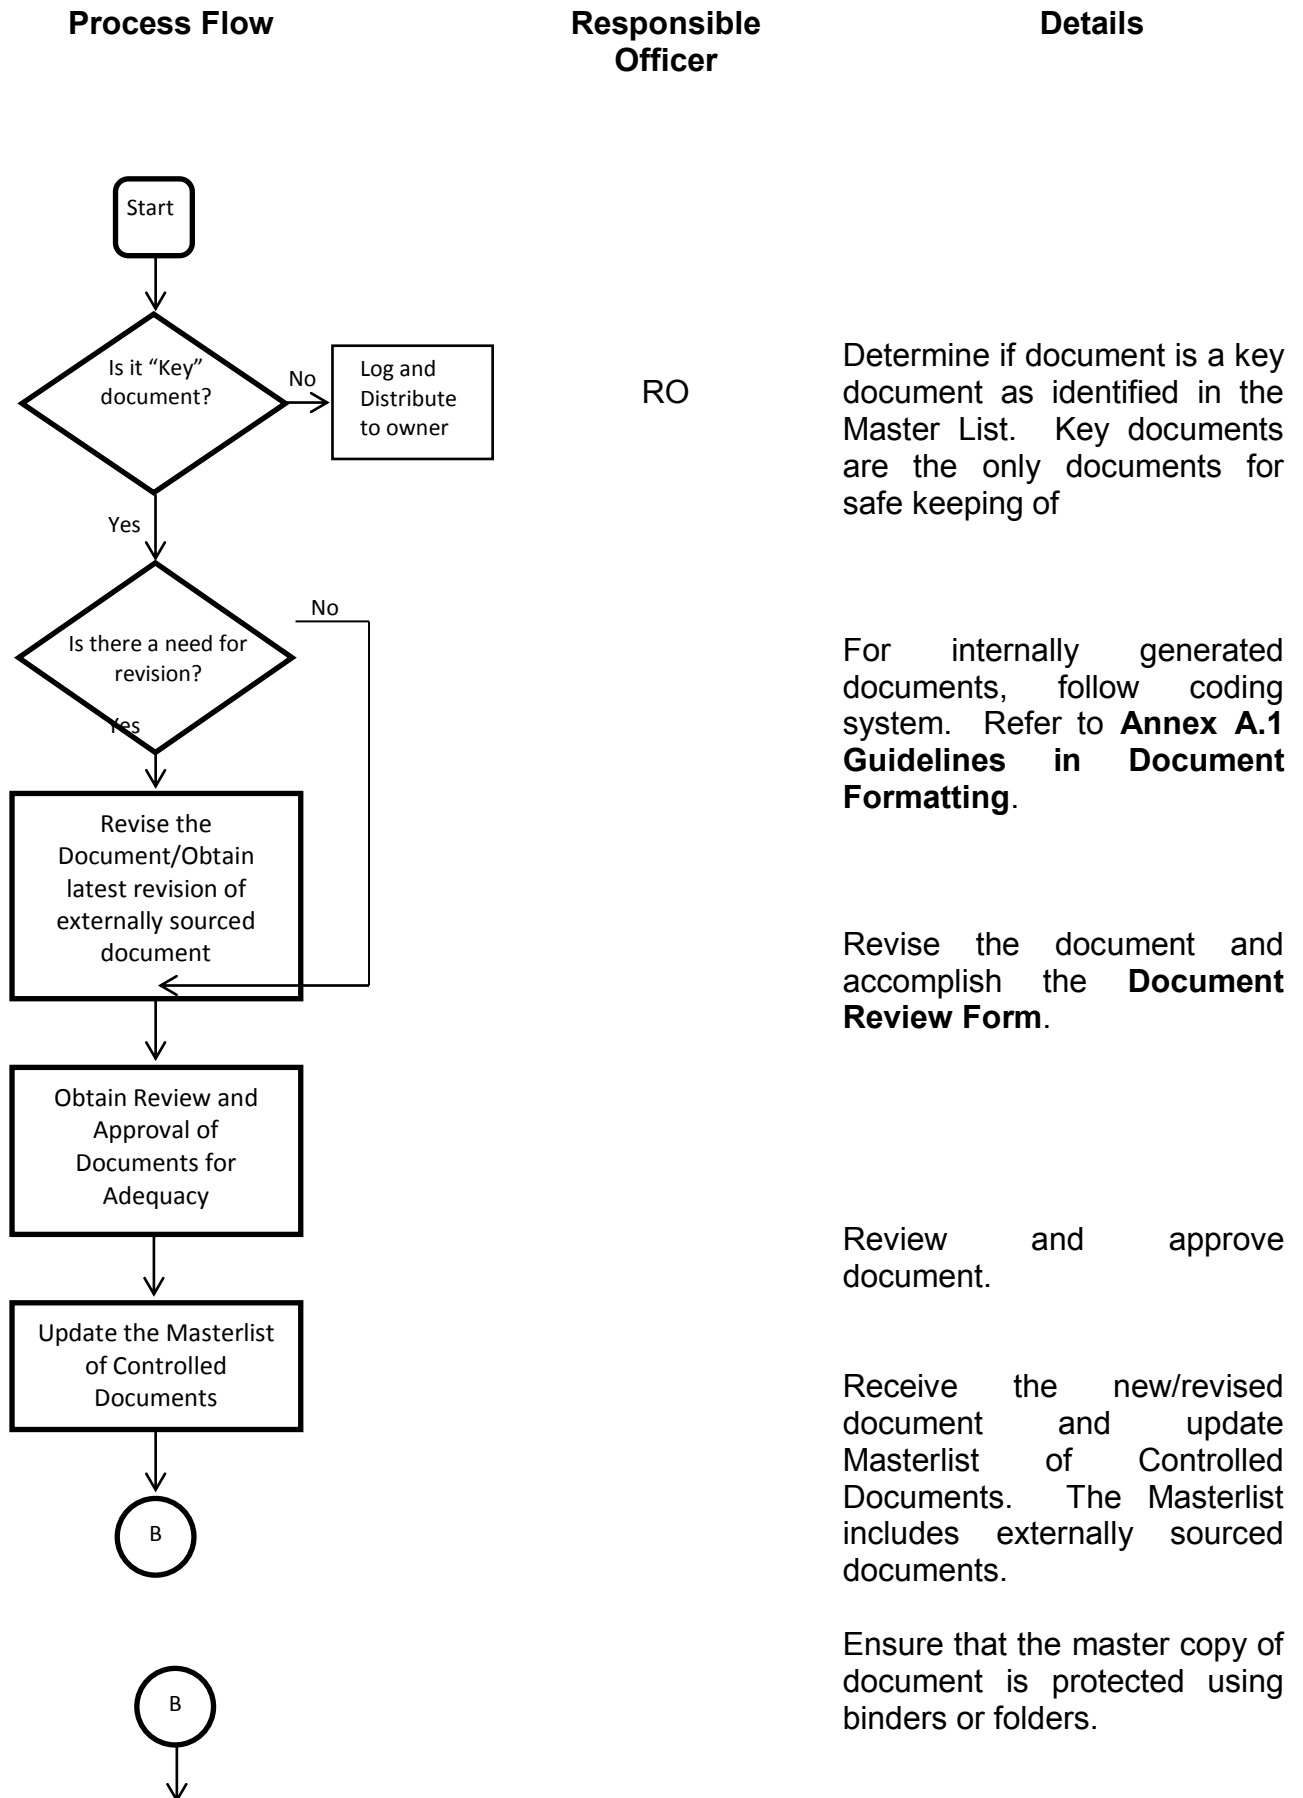 Process Flow
Responsible
Officer
Details
Start
Is it “Key”
document?
No
Log and
Distribute
to owner
RO
Determine if document is a key
document as identified in the
Master List. Key documents
are the only documents for
safe keeping of
Yes
Is there a need for
revision?
No
Yes
For internally generated
documents, follow coding
system. Refer to Annex A.1
Guidelines in Document
Formatting.
Revise the
Document/Obtain
latest revision of
externally sourced
document
Revise the document and
accomplish the Document
Review Form.
Obtain Review and
Approval of
Documents for
Adequacy
Review and approve
document.
Update the Masterlist
of Controlled
Documents
Receive the new/revised
document and update
Masterlist of Controlled
Documents. The Masterlist
includes externally sourced
documents.
B
Ensure that the master copy of
document is protected using
binders or folders.
B